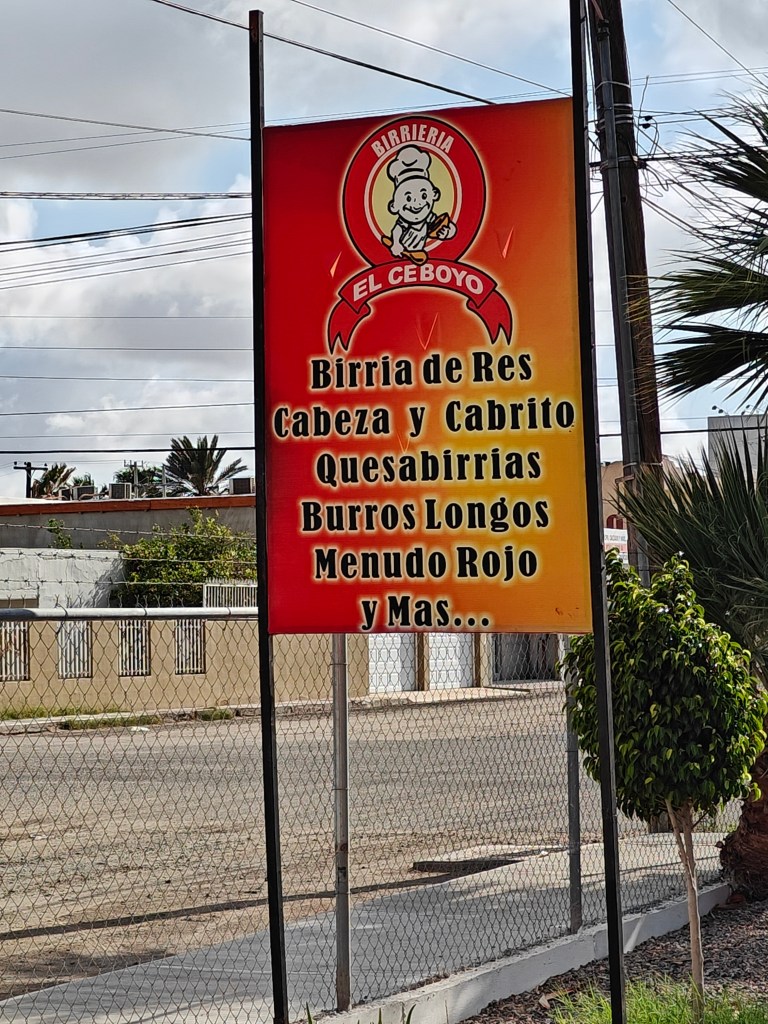 BIRRIERIA
EL CEBOYO
Birria de Res
Cabeza y Cabrito
Quesabirrias
Burros Longos
Menudo Rojo
y Mas...